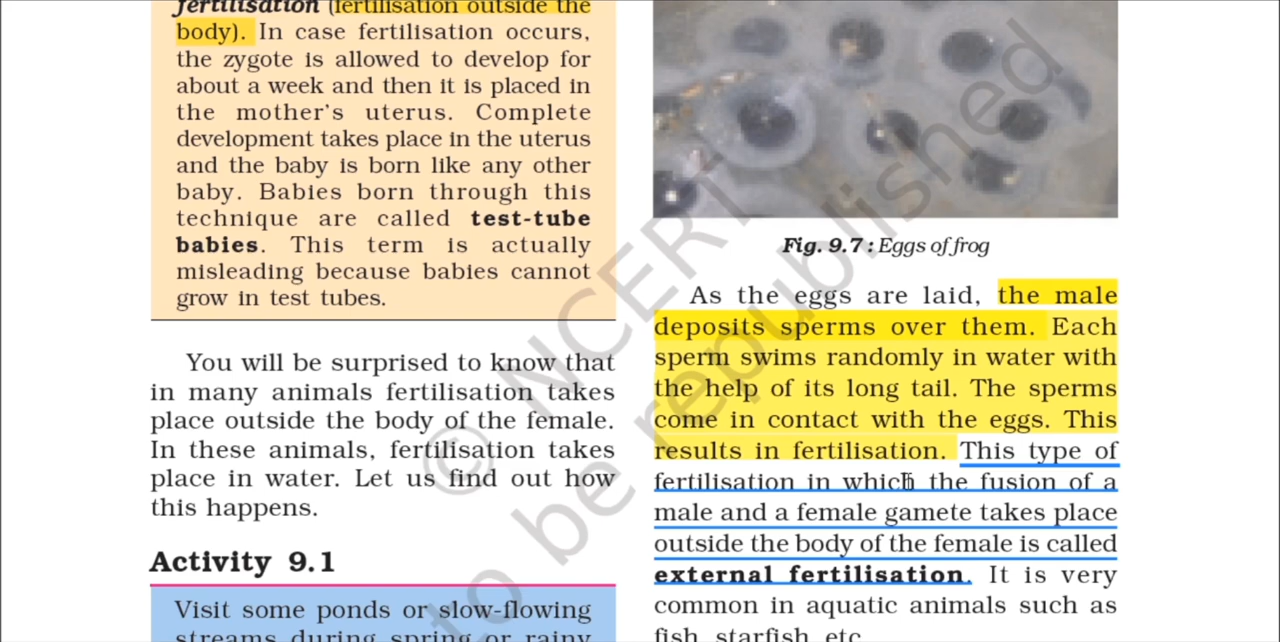 fertilisation (fertilisation outside the
body). In case fertilisation occurs,
the zygote is allowed to develop for
about a week and then it is placed in
the mother's uterus. Complete
development takes place in the uterus
and the baby is born like any other
baby. Babies born through this
technique are called test-tube
babies. This term is actually
misleading because babies cannot
grow in test tubes.
You will be surprised to know that
in many animals fertilisation takes
place outside the body of the female.
In these animals, fertilisation takes
place in water. Let us find out how
this happens.
Activity 9.1
Visit some ponds or slow-flowing
streams during spring or rainy
Fig. 9.7 : Eggs of frog
As the eggs are laid, the male
deposits sperms over them. Each
sperm swims randomly in water with
the help of its long tail. The sperms
come in contact with the eggs. This
results in fertilisation. This type of
fertilisation in which the fusion of a
male and a female gamete takes place
outside the body of the female is called
external fertilisation. It is very
common in aquatic animals such as
fish, starfish, etc.
© NCERT
to be republished